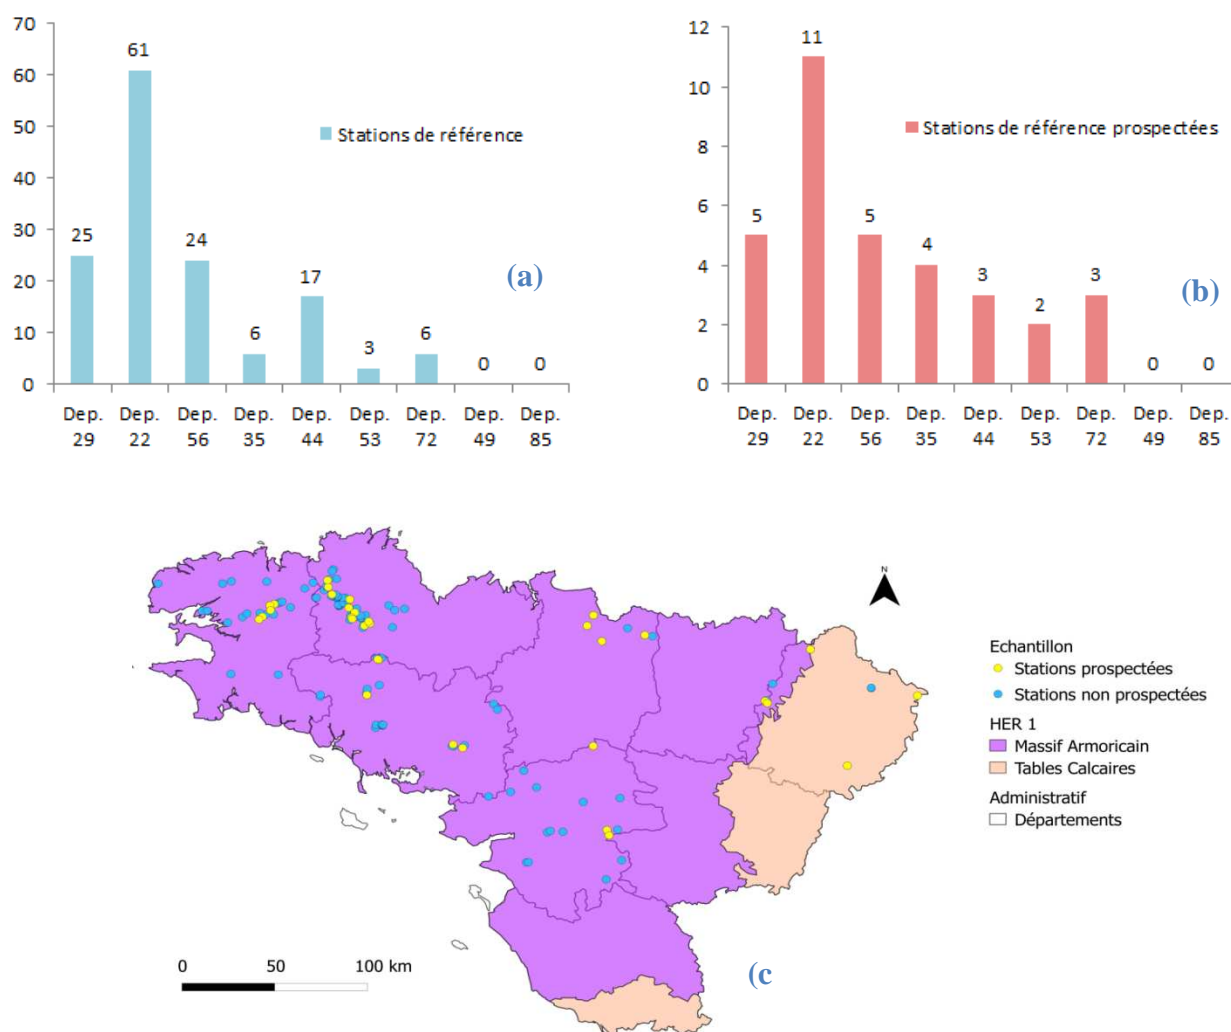 70
60
50
40
30
20
10
0
25
61
24
6
17
3
6
0
0
Stations de référence
(a)
Dep. 29
Dep. 22
Dep. 56
Dep. 35
Dep. 44
Dep. 53
Dep. 72
Dep. 49
Dep. 85
12
10
8
6
4
2
0
5
11
5
4
3
2
3
0
0
Stations de référence prospectées
(b)
Dep. 29
Dep. 22
Dep. 56
Dep. 35
Dep. 44
Dep. 53
Dep. 72
Dep. 49
Dep. 85
N
Echantillon
Stations prospectées
Stations non prospectées
HER 1
Massif Armoricain
Tables Calcaires
Administratif
Départements
0 50 100 km
(c